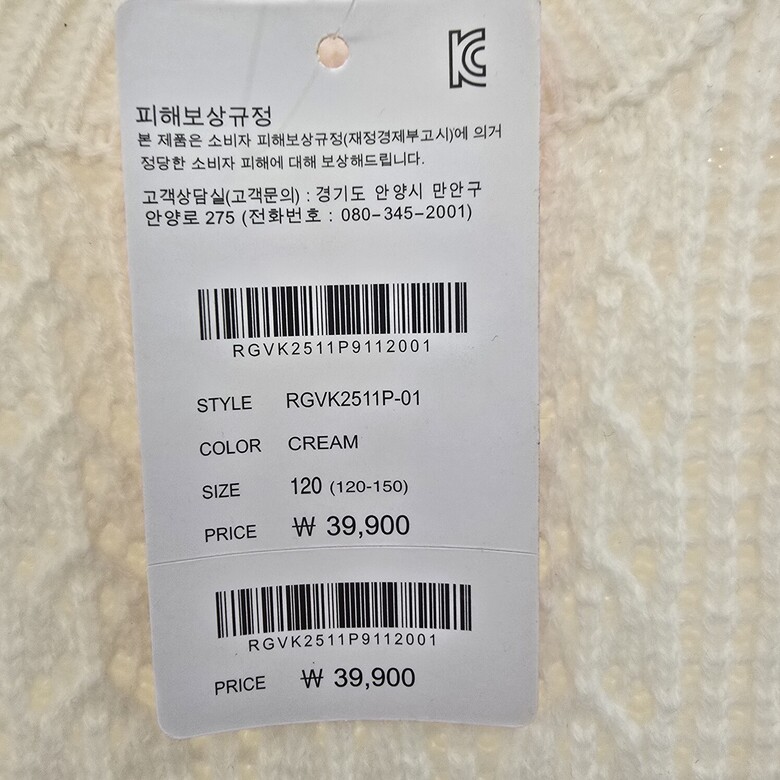 피해보상규정
본 제품은 소비자 피해보상규정(재정경제부고시)에 의거
정당한 소비자 피해에 대해 보상해드립니다.
고객상담실(고객문의) : 경기도 안양시 만안구
안양로 275 (전화번호 : 080-345-2001)
RGVK2511P9112001
STYLE RGVK2511P-01
COLOR CREAM
SIZE 120 (120-150)
PRICE ₩ 39,900
RGVK2511P9112001
PRICE ₩ 39,900